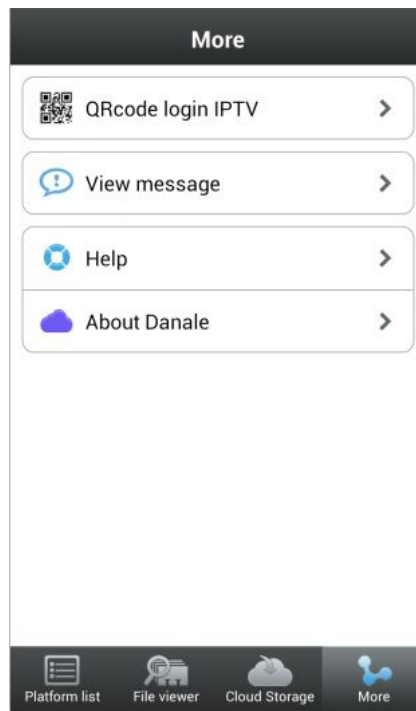 More
QRcode login IPTV
View message
Help
About Danale
Platform list File viewer Cloud Storage More